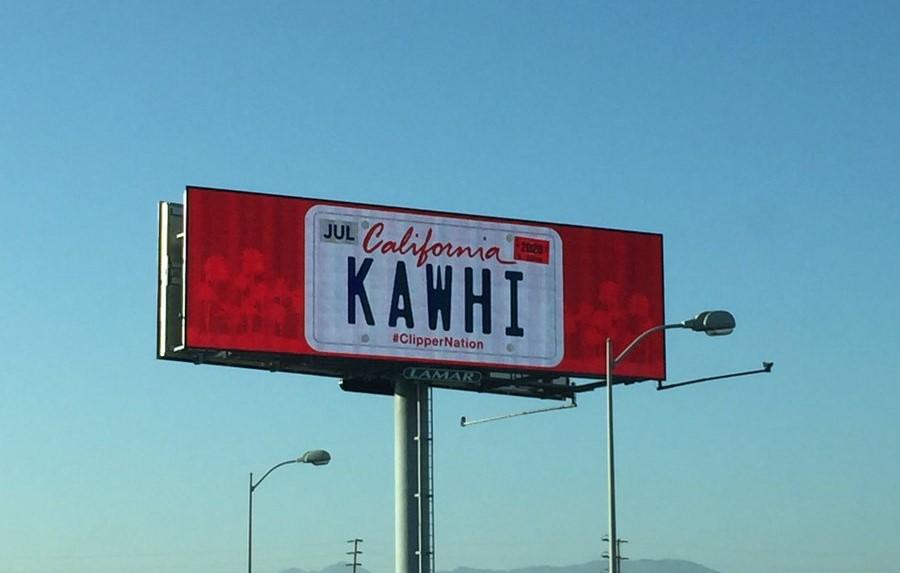 JUL California 2020
KAWHI
#ClipperNation
LAMAR